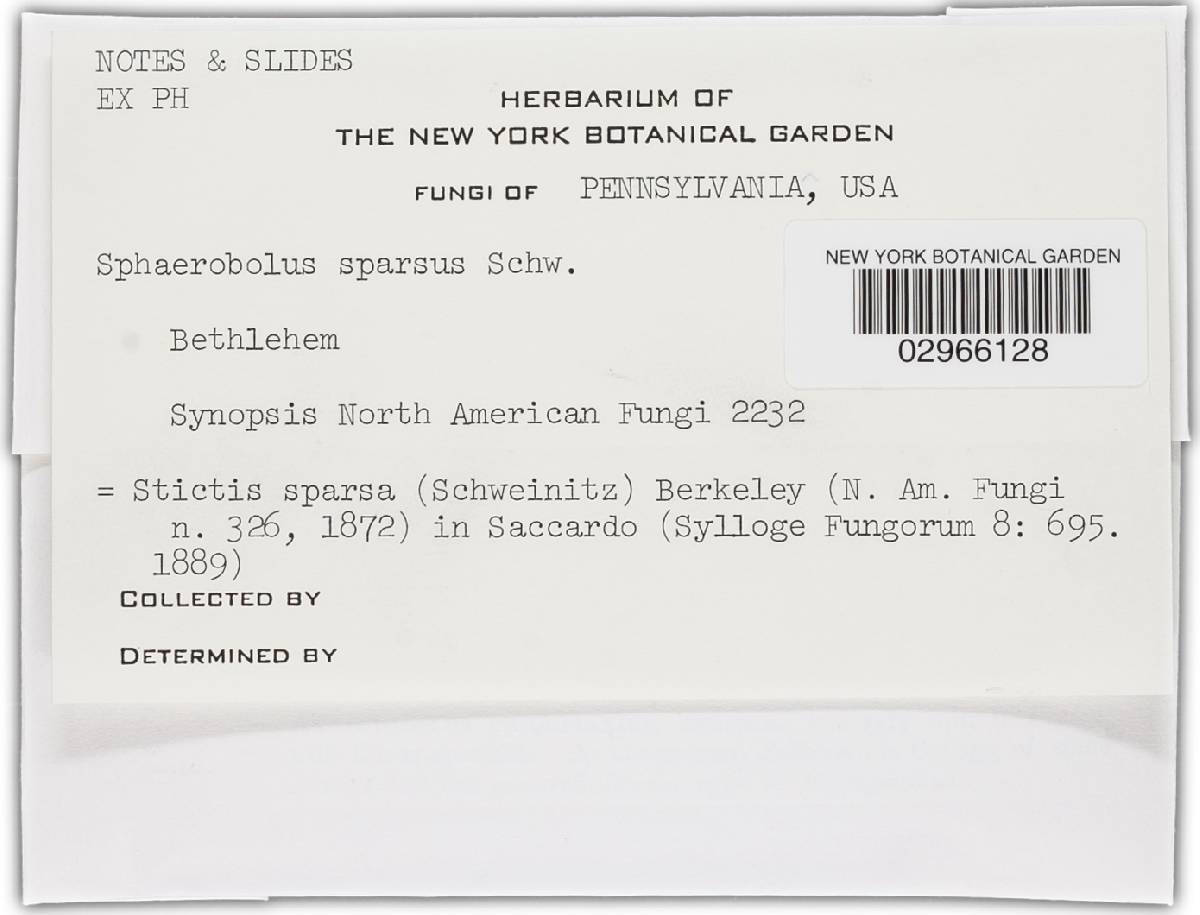 NOTES & SLIDES
EX PH
HERBARIUM OF
THE NEW YORK BOTANICAL GARDEN
FUNGI OF PENNSYLVANIA, USA
Sphaerobolus sparsus Schw.
NEW YORK BOTANICAL GARDEN
02966128
Bethlehem
Synopsis North American Fungi 2232
= Stictis sparsa (Schweinitz) Berkeley (N. Am. Fungi
n. 326, 1872) in Saccardo (Sylloge Fungorum 8: 695.
1889)
COLLECTED BY
DETERMINED BY